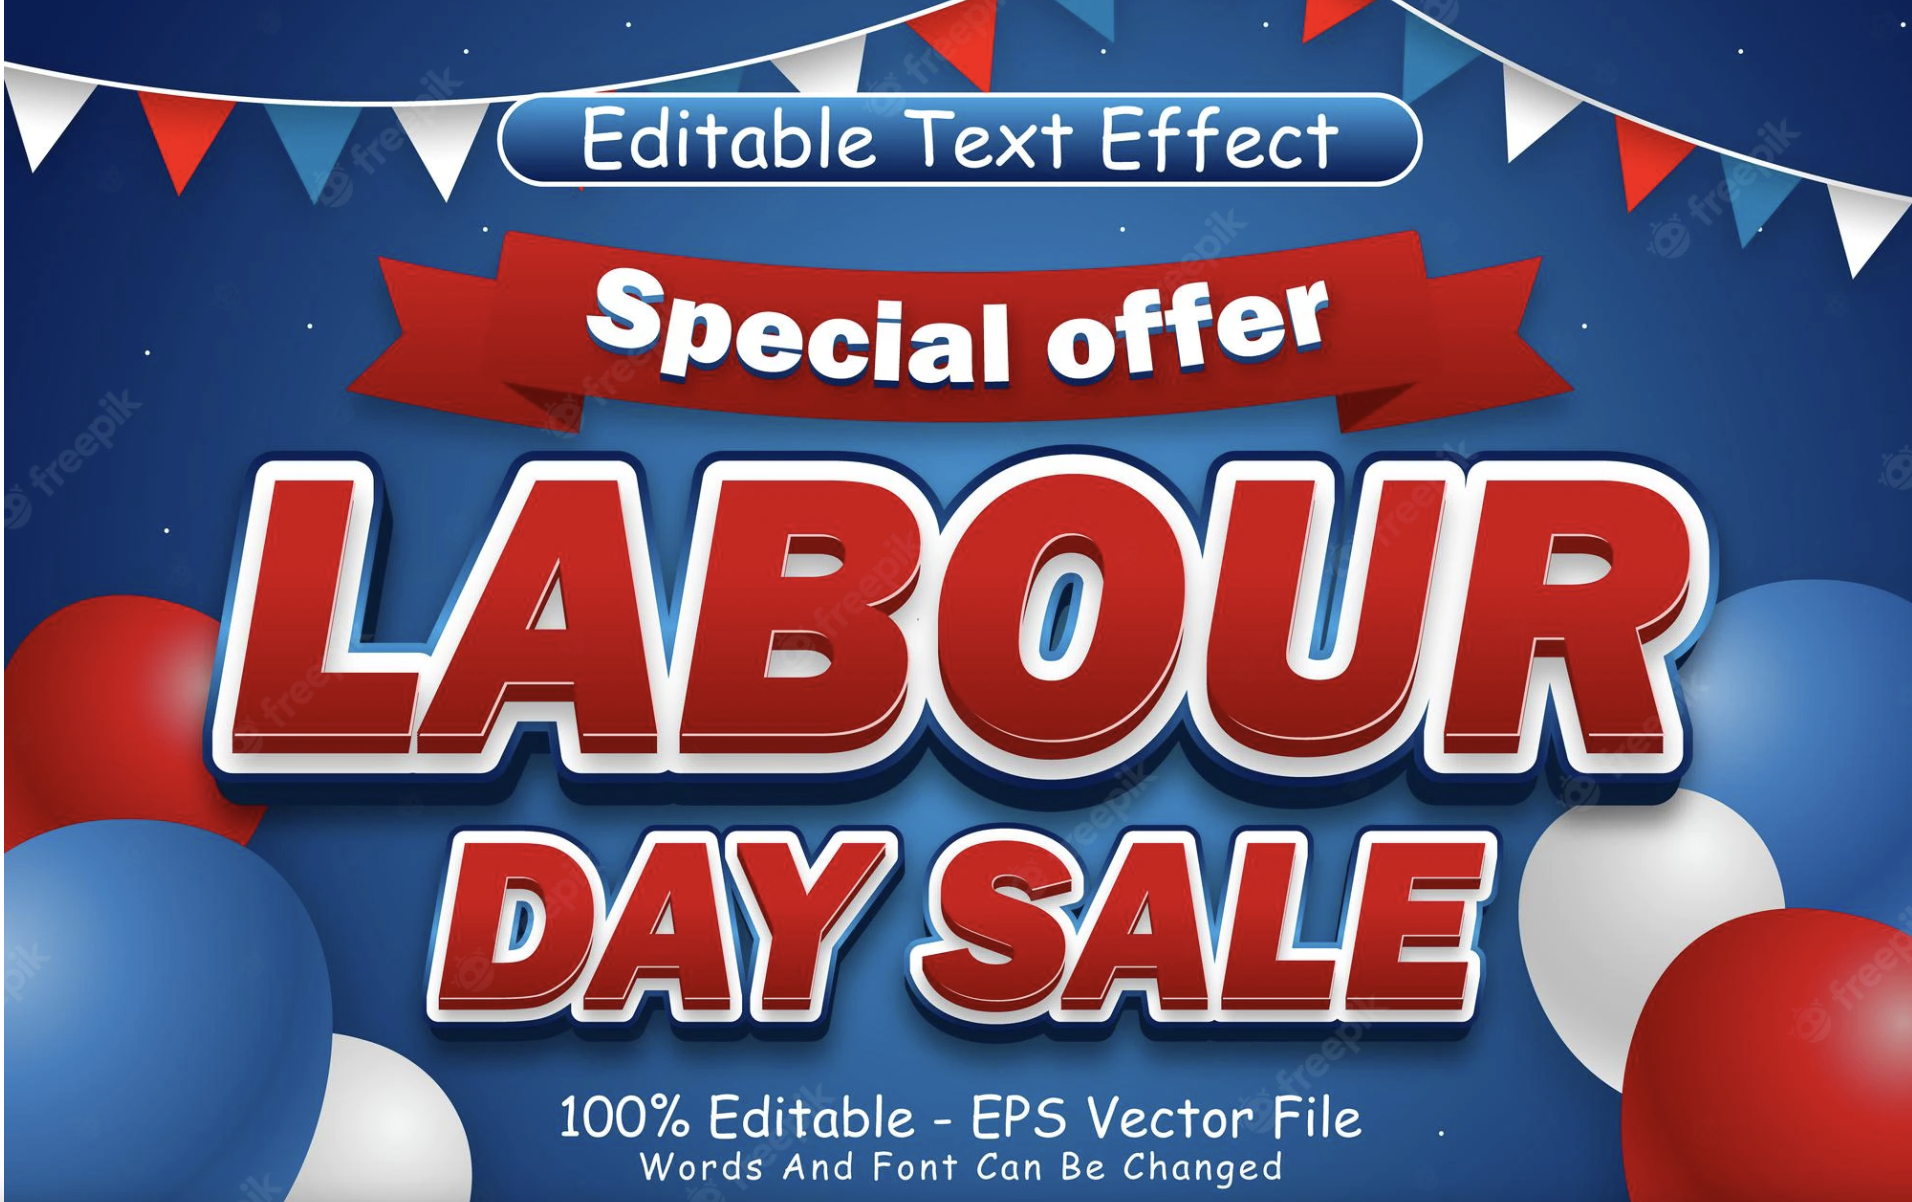 Editable Text Effect
Special offer
LABOUR
DAY SALE
100% Editable - EPS Vector File
Words And Font Can Be Changed
freepik